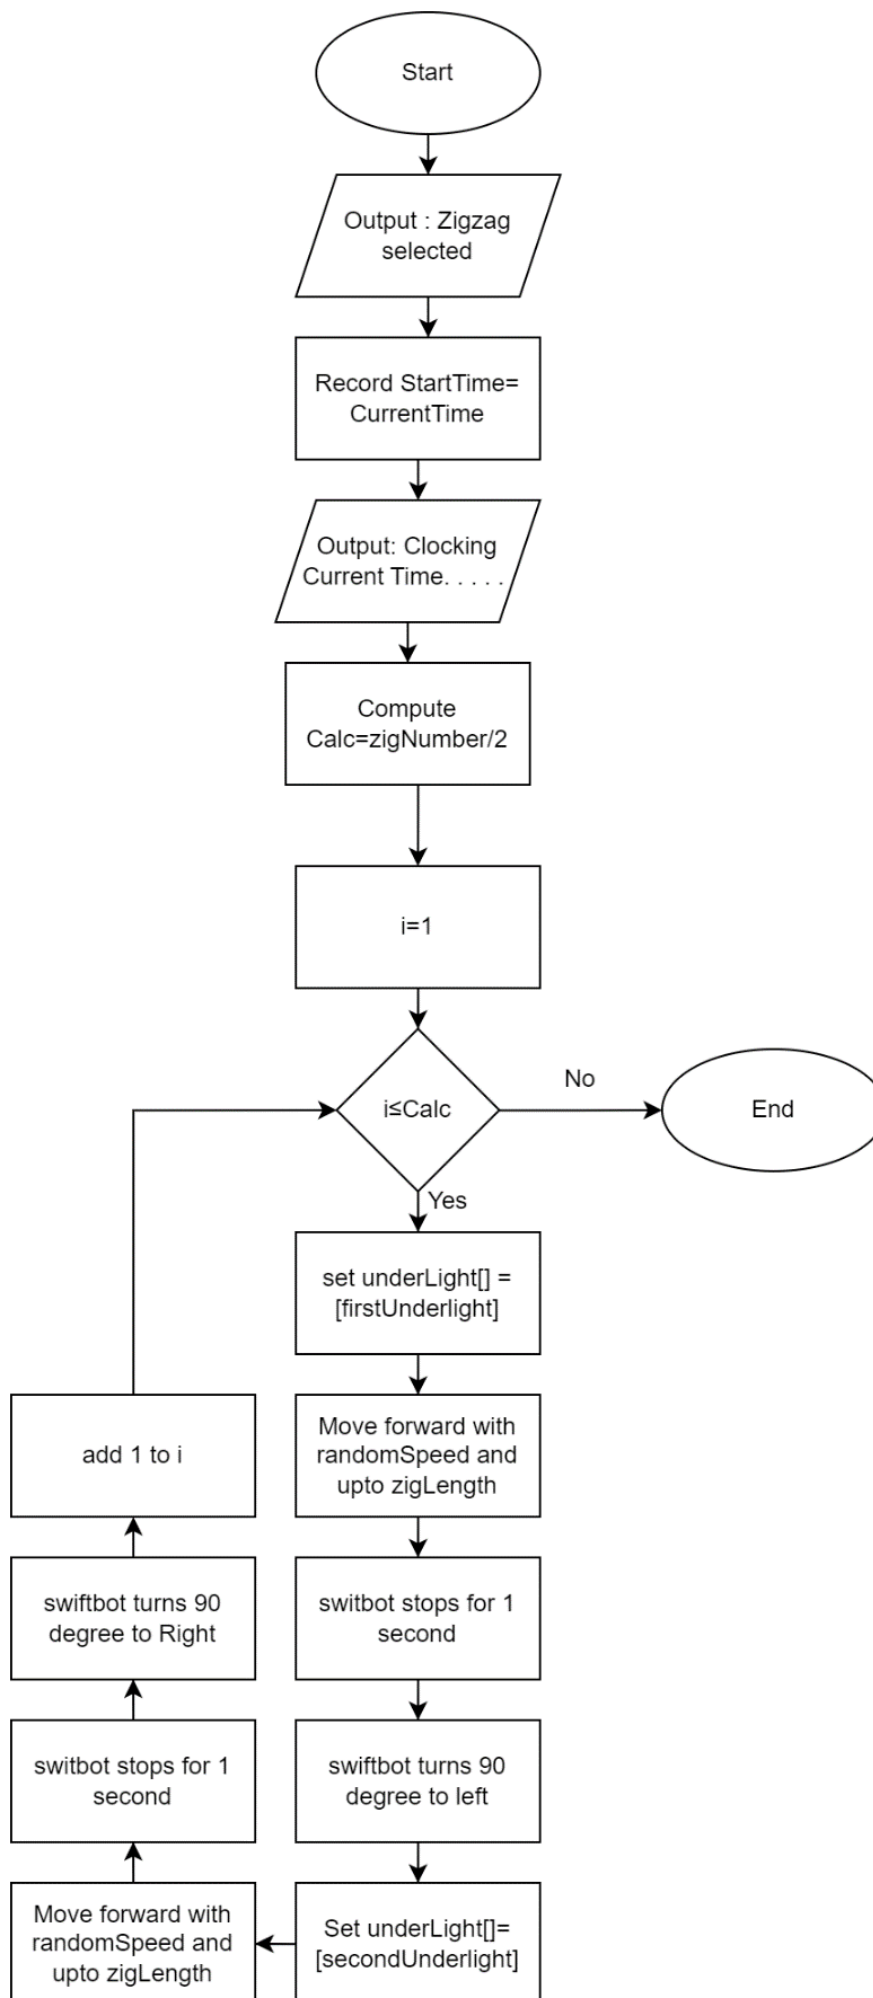 Start
Output : Zigzag
selected
Record StartTime=
CurrentTime
Output: Clocking
Current Time. . . . .
Compute
Calc=zigNumber/2
i=1
i≤Calc
No
End
Yes
set underLight[] =
[firstUnderlight]
Move forward with
randomSpeed and
upto zigLength
switbot stops for 1
second
swiftbot turns 90
degree to left
Set underLight[]=
[secondUnderlight]
Move forward with
randomSpeed and
upto zigLength
switbot stops for 1
second
swiftbot turns 90
degree to Right
add 1 to i